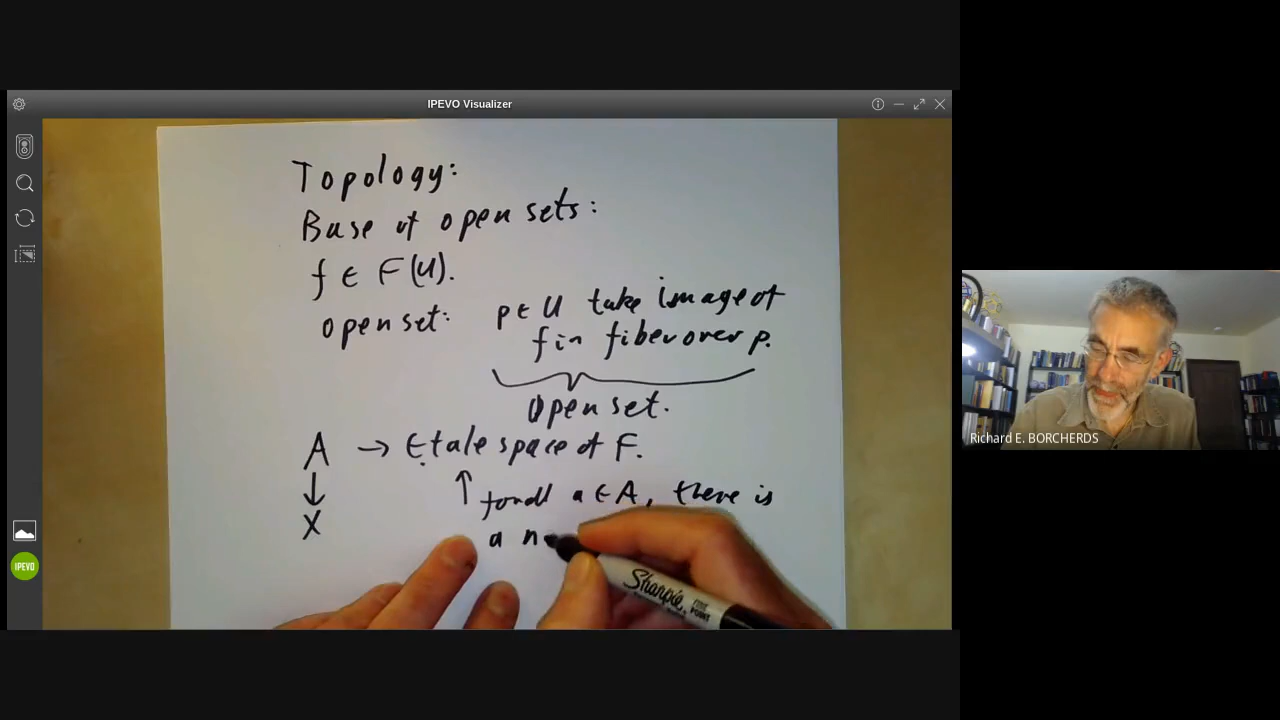 IPEVO Visualizer
Topology:
Base of open sets:
f ∈ F(U).
open set: p ∈ U take image of
f in fiber over p.
open set.
A → Etale space of F.
↓ ↑ for all a ∈ A, there is
X a
Sharpie
Richard E. BORCHERDS
IPEVO